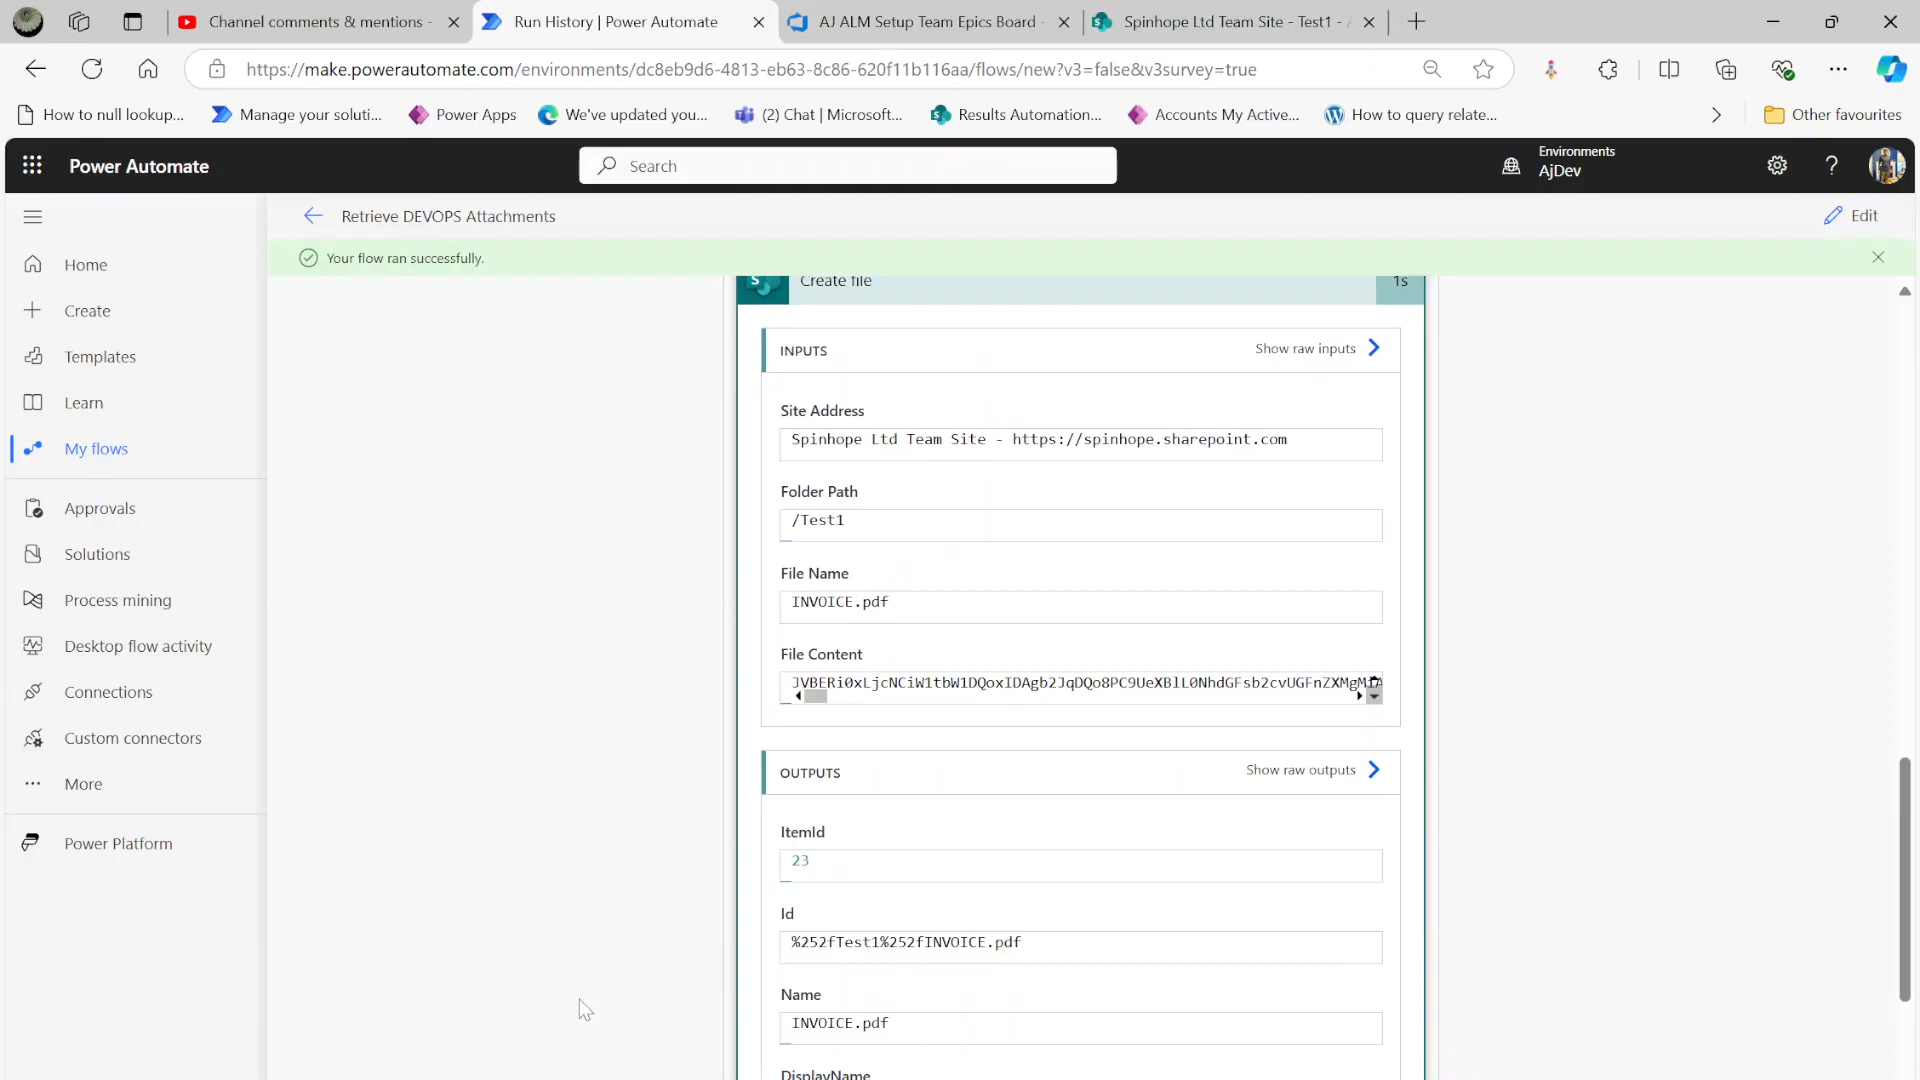 Channel comments & mentions -
Run History | Power Automate
AJ ALM Setup Team Epics Board -
Spinhope Ltd Team Site - Test1 -
https://make.powerautomate.com/environments/dc8eb9d6-4813-eb63-8c86-620f11b116aa/flows/new?v3=false&v3survey=true
How to null lookup...
Manage your soluti...
Power Apps
We've updated you...
(2) Chat | Microsoft...
Results Automation...
Accounts My Active...
How to query relate...
Other favourites
Power Automate
Search
Environments
AjDev
Retrieve DEVOPS Attachments
Edit
Your flow ran successfully.
Home
Create
Templates
Learn
My flows
Approvals
Solutions
Process mining
Desktop flow activity
Connections
Custom connectors
More
Power Platform
Create file
1s
INPUTS
Show raw inputs
Site Address
Spinhope Ltd Team Site - https://spinhope.sharepoint.com
Folder Path
/Test1
File Name
INVOICE.pdf
File Content
OUTPUTS
Show raw outputs
ItemId
23
Id
%252fTest1%252fINVOICE.pdf
Name
INVOICE.pdf
DisplayName